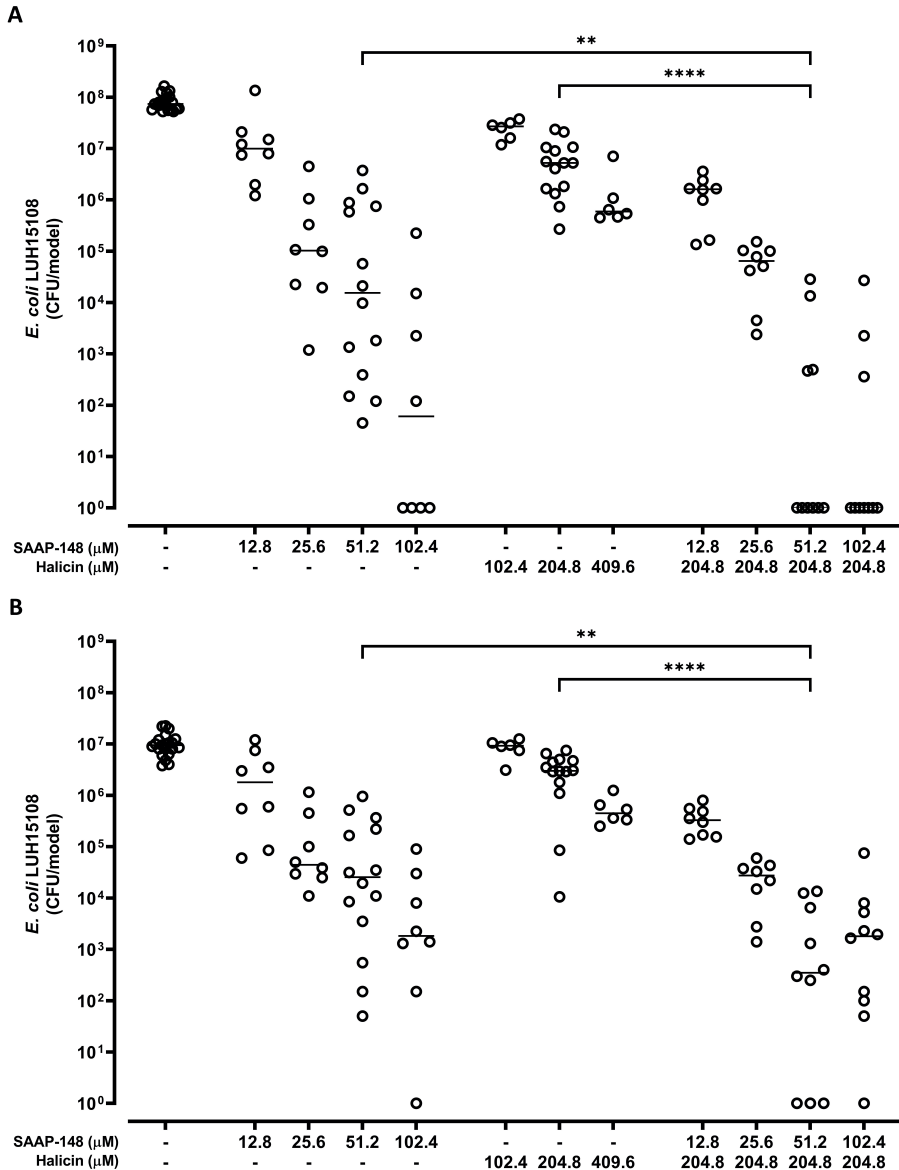 A
**
****
10⁹
10⁸
10⁷
10⁶
10⁵
10⁴
10³
10²
10¹
10⁰
E. coli LUH15108
(CFU/model)
SAAP-148 (μM) - 12.8 25.6 51.2 102.4 - - - 12.8 25.6 51.2 102.4
Halicin (μM) - - - - - 102.4 204.8 409.6 204.8 204.8 204.8 204.8
B
**
****
10⁹
10⁸
10⁷
10⁶
10⁵
10⁴
10³
10²
10¹
10⁰
E. coli LUH15108
(CFU/model)
SAAP-148 (μM) - 12.8 25.6 51.2 102.4 - - - 12.8 25.6 51.2 102.4
Halicin (μM) - - - - - 102.4 204.8 409.6 204.8 204.8 204.8 204.8